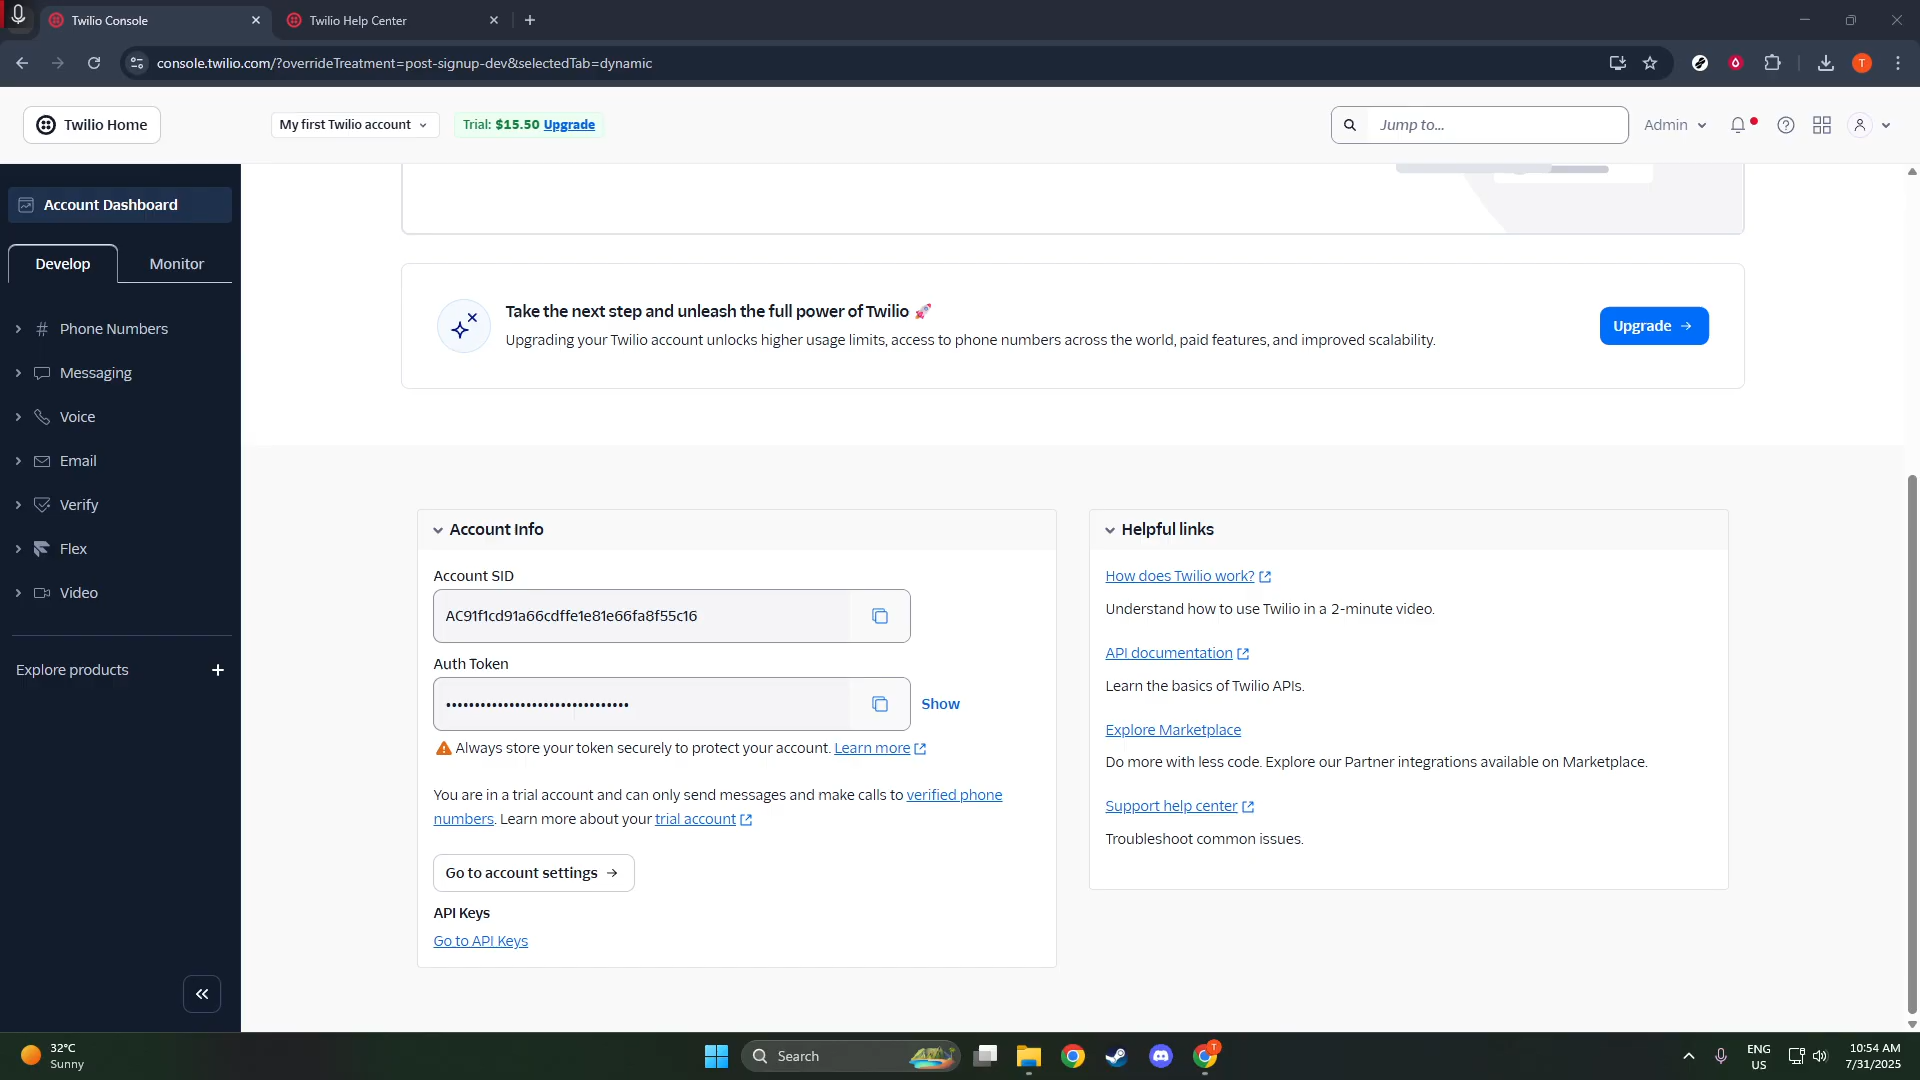 Twilio Console
Twilio Help Center
console.twilio.com/?overrideTreatment=post-signup-dev&selectedTab=dynamic
T
Twilio Home
My first Twilio account
Trial: $15.50 Upgrade
Jump to...
Admin
Account Dashboard
Develop
Monitor
Phone Numbers
Messaging
Voice
Email
Verify
Flex
Video
Explore products
Take the next step and unleash the full power of Twilio 🚀
Upgrading your Twilio account unlocks higher usage limits, access to phone numbers across the world, paid features, and improved scalability.
Upgrade →
Account Info
Account SID
AC91f1cd91a66cdffe1e81e66fa8f55c16
Auth Token
••••••••••••••••••••••••••••••••
Show
Always store your token securely to protect your account. Learn more
You are in a trial account and can only send messages and make calls to verified phone
numbers. Learn more about your trial account
Go to account settings →
API Keys
Go to API Keys
Helpful links
How does Twilio work?
Understand how to use Twilio in a 2-minute video.
API documentation
Learn the basics of Twilio APIs.
Explore Marketplace
Do more with less code. Explore our Partner integrations available on Marketplace.
Support help center
Troubleshoot common issues.
32°C
Sunny
Search
T
ENG
US
10:54 AM
7/31/2025